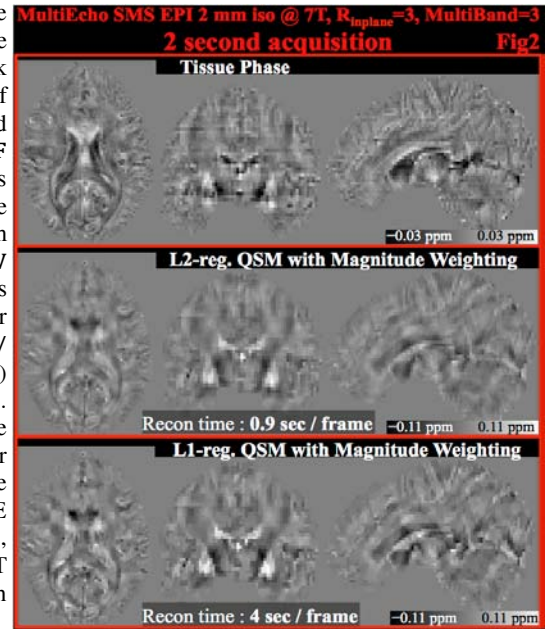 MultiEcho SMS EPI 2 mm iso @ 7T, R_inplane=3, MultiBand=3
2 second acquisition Fig2
Tissue Phase
−0.03 ppm 0.03 ppm
L2-reg. QSM with Magnitude Weighting
Recon time : 0.9 sec / frame
−0.11 ppm 0.11 ppm
L1-reg. QSM with Magnitude Weighting
Recon time : 4 sec / frame
−0.11 ppm 0.11 ppm